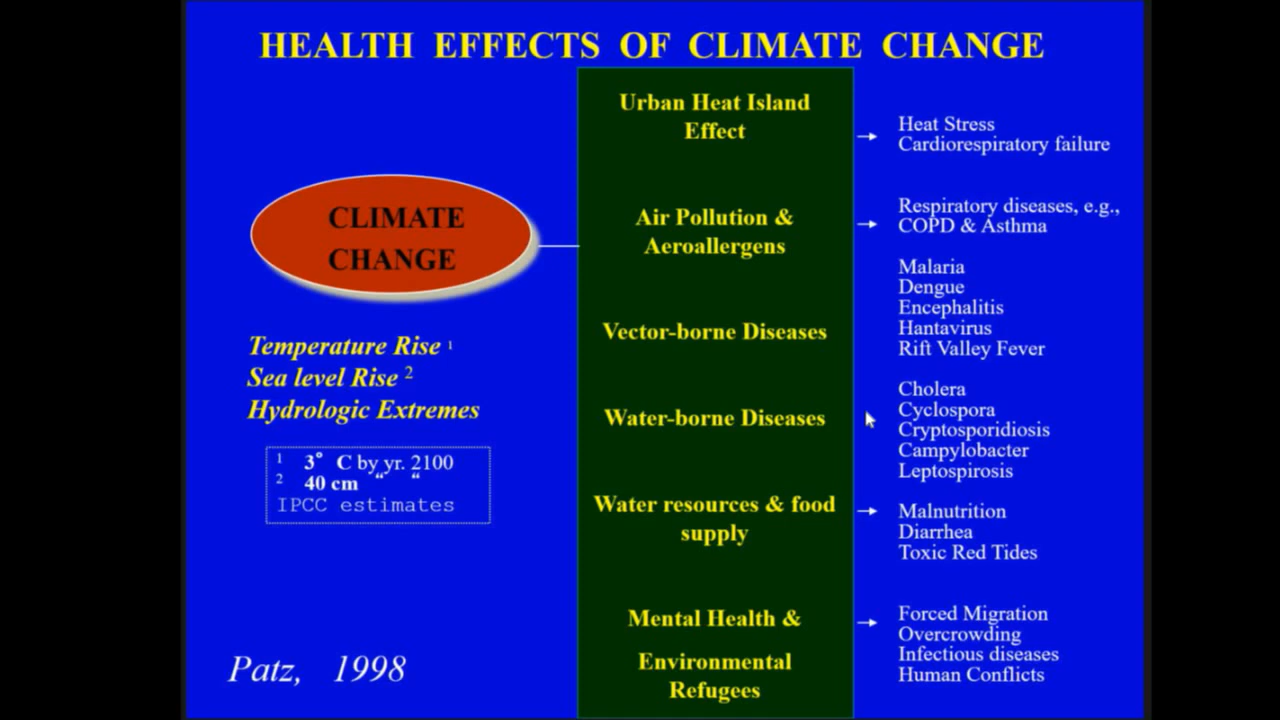 HEALTH EFFECTS OF CLIMATE CHANGE
CLIMATE
CHANGE
Temperature Rise ¹
Sea level Rise ²
Hydrologic Extremes
¹ 3° C by yr. 2100
² 40 cm “ “
IPCC estimates
Patz, 1998
Urban Heat Island
Effect
Heat Stress
Cardiorespiratory failure
Air Pollution &
Aeroallergens
Respiratory diseases, e.g.,
COPD & Asthma
Vector-borne Diseases
Malaria
Dengue
Encephalitis
Hantavirus
Rift Valley Fever
Water-borne Diseases
Cholera
Cyclospora
Cryptosporidiosis
Campylobacter
Leptospirosis
Water resources & food
supply
Malnutrition
Diarrhea
Toxic Red Tides
Mental Health &
Environmental
Refugees
Forced Migration
Overcrowding
Infectious diseases
Human Conflicts